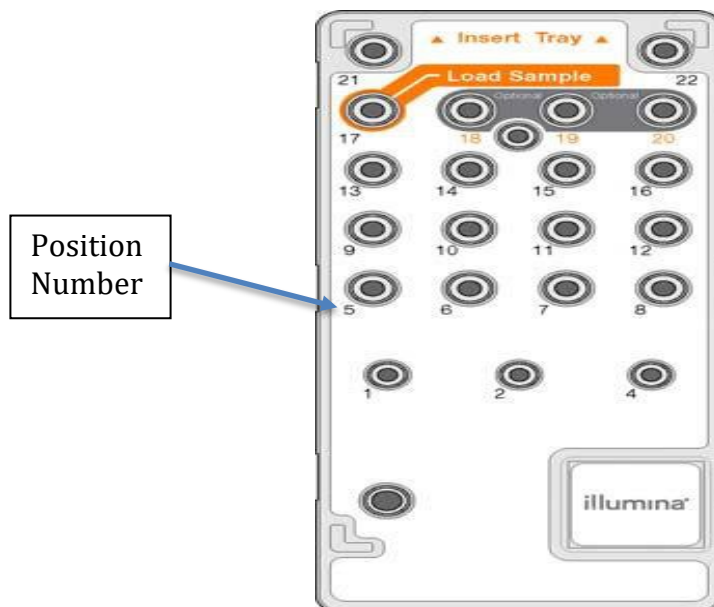 ▲ Insert Tray ▲
21 22
Load Sample
Optional Optional
17 18 19 20
13 14 15 16
9 10 11 12
Position
Number
5 6 7 8
1 2 4
illumina®